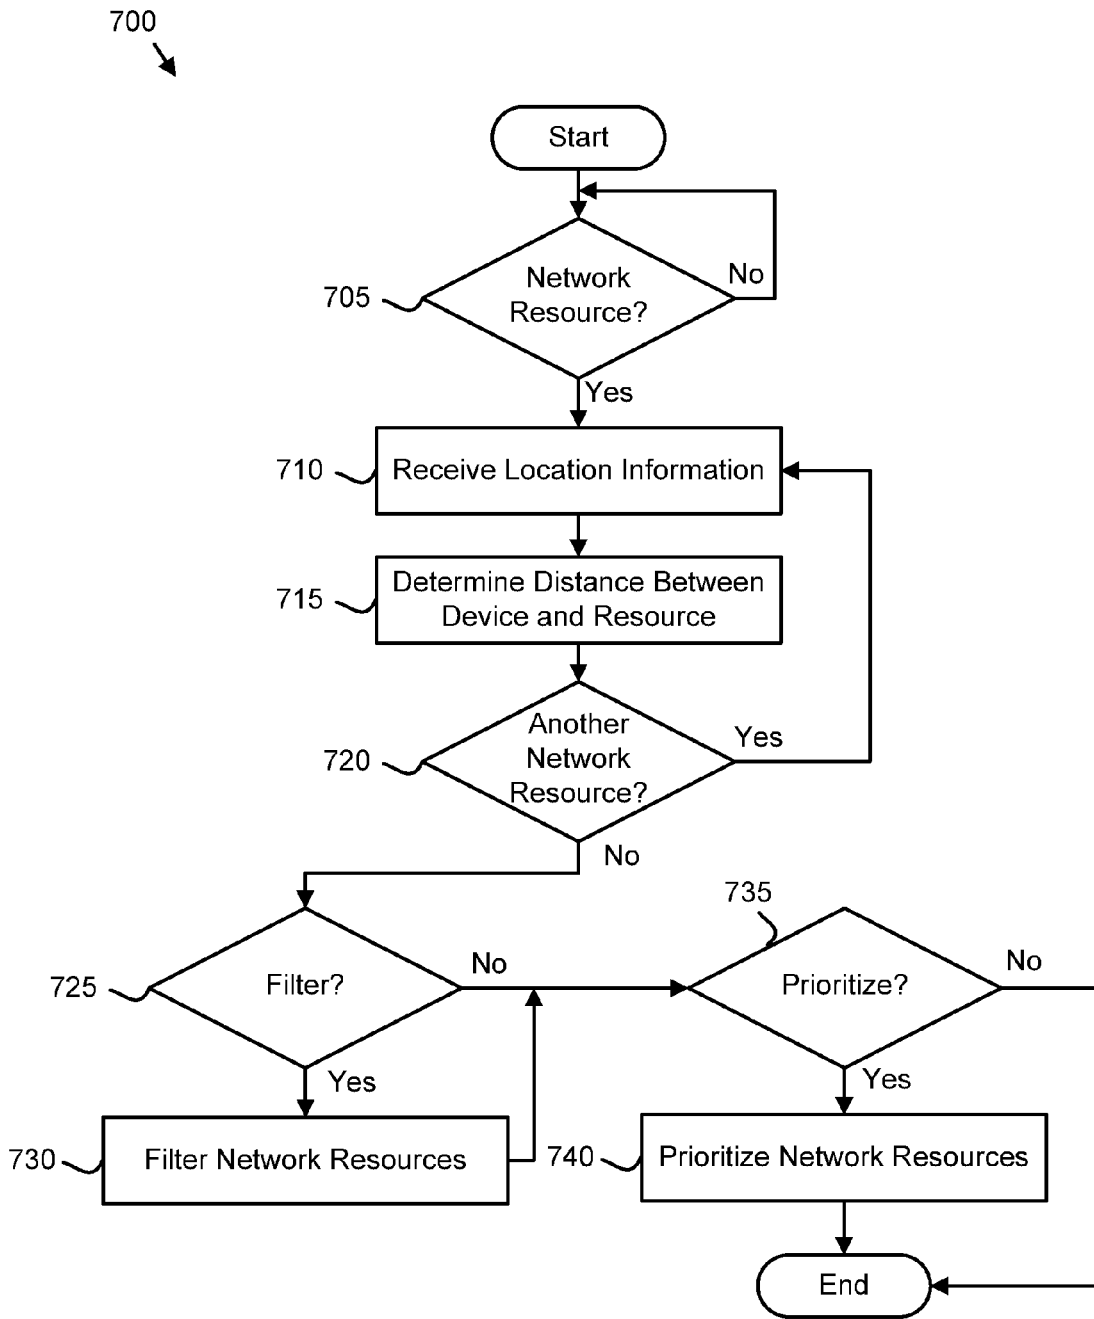 700
Start
Network
Resource?
705
No
Yes
710
Receive Location Information
715
Determine Distance Between
Device and Resource
Another
Network
Resource?
720
Yes
No
735
725
Filter?
No
Prioritize?
No
Yes
Yes
730
Filter Network Resources
740
Prioritize Network Resources
End